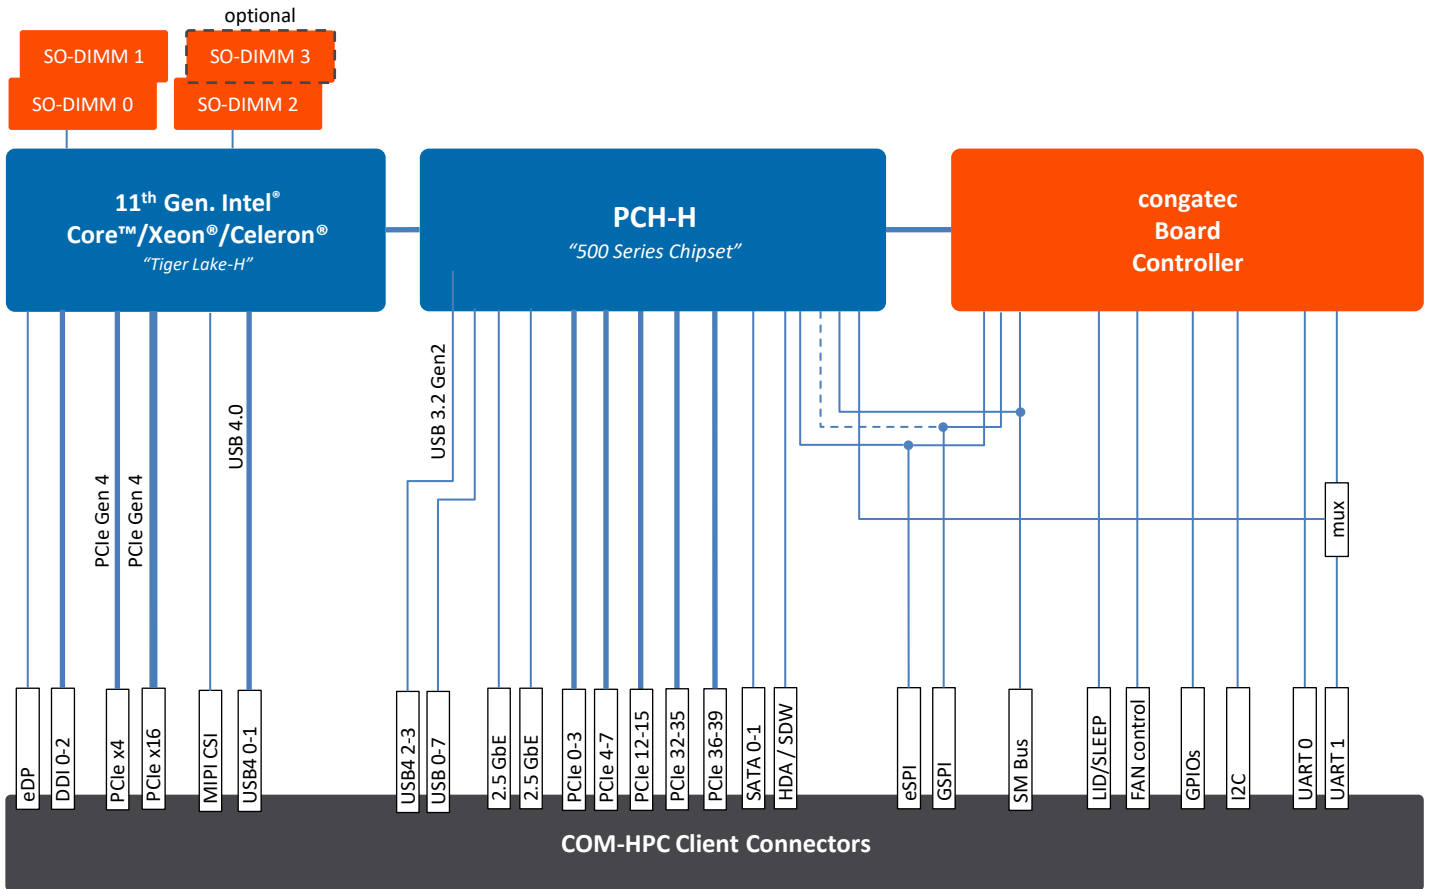 optional
SO-DIMM 1
SO-DIMM 3
SO-DIMM 0
SO-DIMM 2
11th Gen. Intel®
Core™/Xeon®/Celeron®
“Tiger Lake-H”
PCH-H
“500 Series Chipset”
congatec
Board
Controller
PCIe Gen 4
PCIe Gen 4
USB 4.0
USB 3.2 Gen2
mux
eDP
DDI 0-2
PCIe x4
PCIe x16
MIPI CSI
USB4 0-1
USB4 2-3
USB 0-7
2.5 GbE
2.5 GbE
PCIe 0-3
PCIe 4-7
PCIe 12-15
PCIe 32-35
PCIe 36-39
SATA 0-1
HDA / SDW
eSPI
GSPI
SM Bus
LID/SLEEP
FAN control
GPIOs
I2C
UART 0
UART 1
COM-HPC Client Connectors